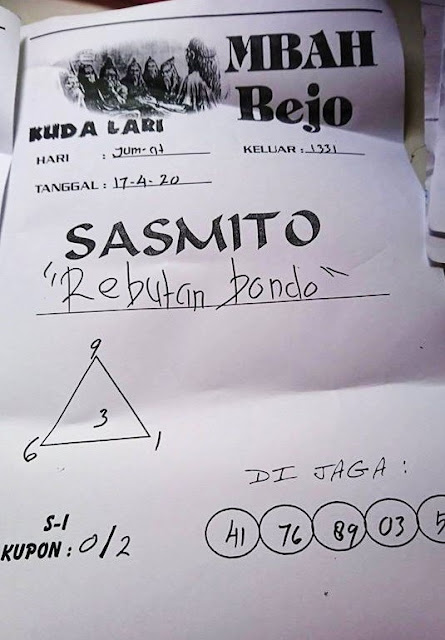 MBAH
Bejo
KUDA LARI
HARI : Jum-at
KELUAR : 1331
TANGGAL : 17-4-20
SASMITO
"Rebutan bondo"
9
3
6 1
DI JAGA :
S-I
KUPON : 0/2
41 76 89 03 5